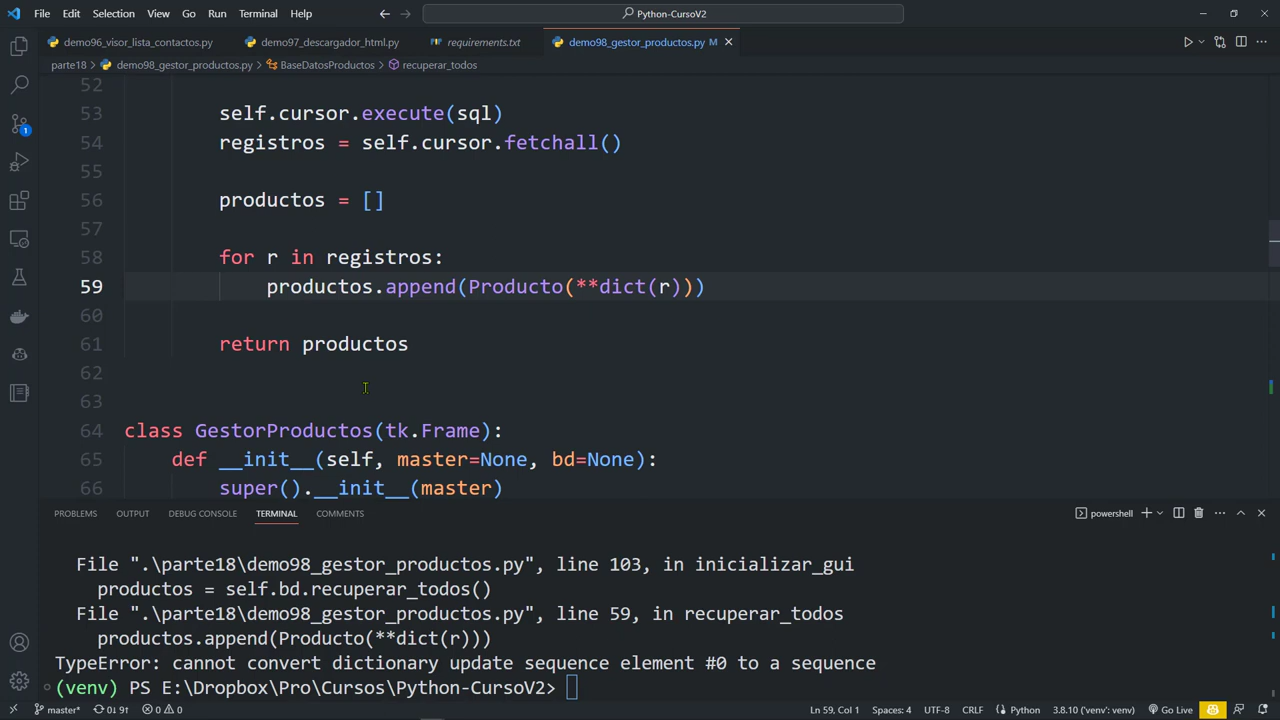 File Edit Selection View Go Run Terminal Help
Python-CursoV2
demo96_visor_lista_contactos.py demo97_descargador_html.py requirements.txt demo98_gestor_productos.py M
parte18 > demo98_gestor_productos.py > BaseDatosProductos > recuperar_todos
52
53 self.cursor.execute(sql)
54 registros = self.cursor.fetchall()
55
56 productos = []
57
58 for r in registros:
59 productos.append(Producto(**dict(r)))
60
61 return productos
62
63
64 class GestorProductos(tk.Frame):
65 def __init__(self, master=None, bd=None):
66 super().__init__(master)
PROBLEMS OUTPUT DEBUG CONSOLE TERMINAL COMMENTS powershell
File ".\parte18\demo98_gestor_productos.py", line 103, in inicializar_gui
productos = self.bd.recuperar_todos()
File ".\parte18\demo98_gestor_productos.py", line 59, in recuperar_todos
productos.append(Producto(**dict(r)))
TypeError: cannot convert dictionary update sequence element #0 to a sequence
(venv) PS E:\Dropbox\Pro\Cursos\Python-CursoV2>
master* 0↓ 9↑ 0 0 Ln 59, Col 1 Spaces: 4 UTF-8 CRLF Python 3.8.10 ('venv': venv) Go Live